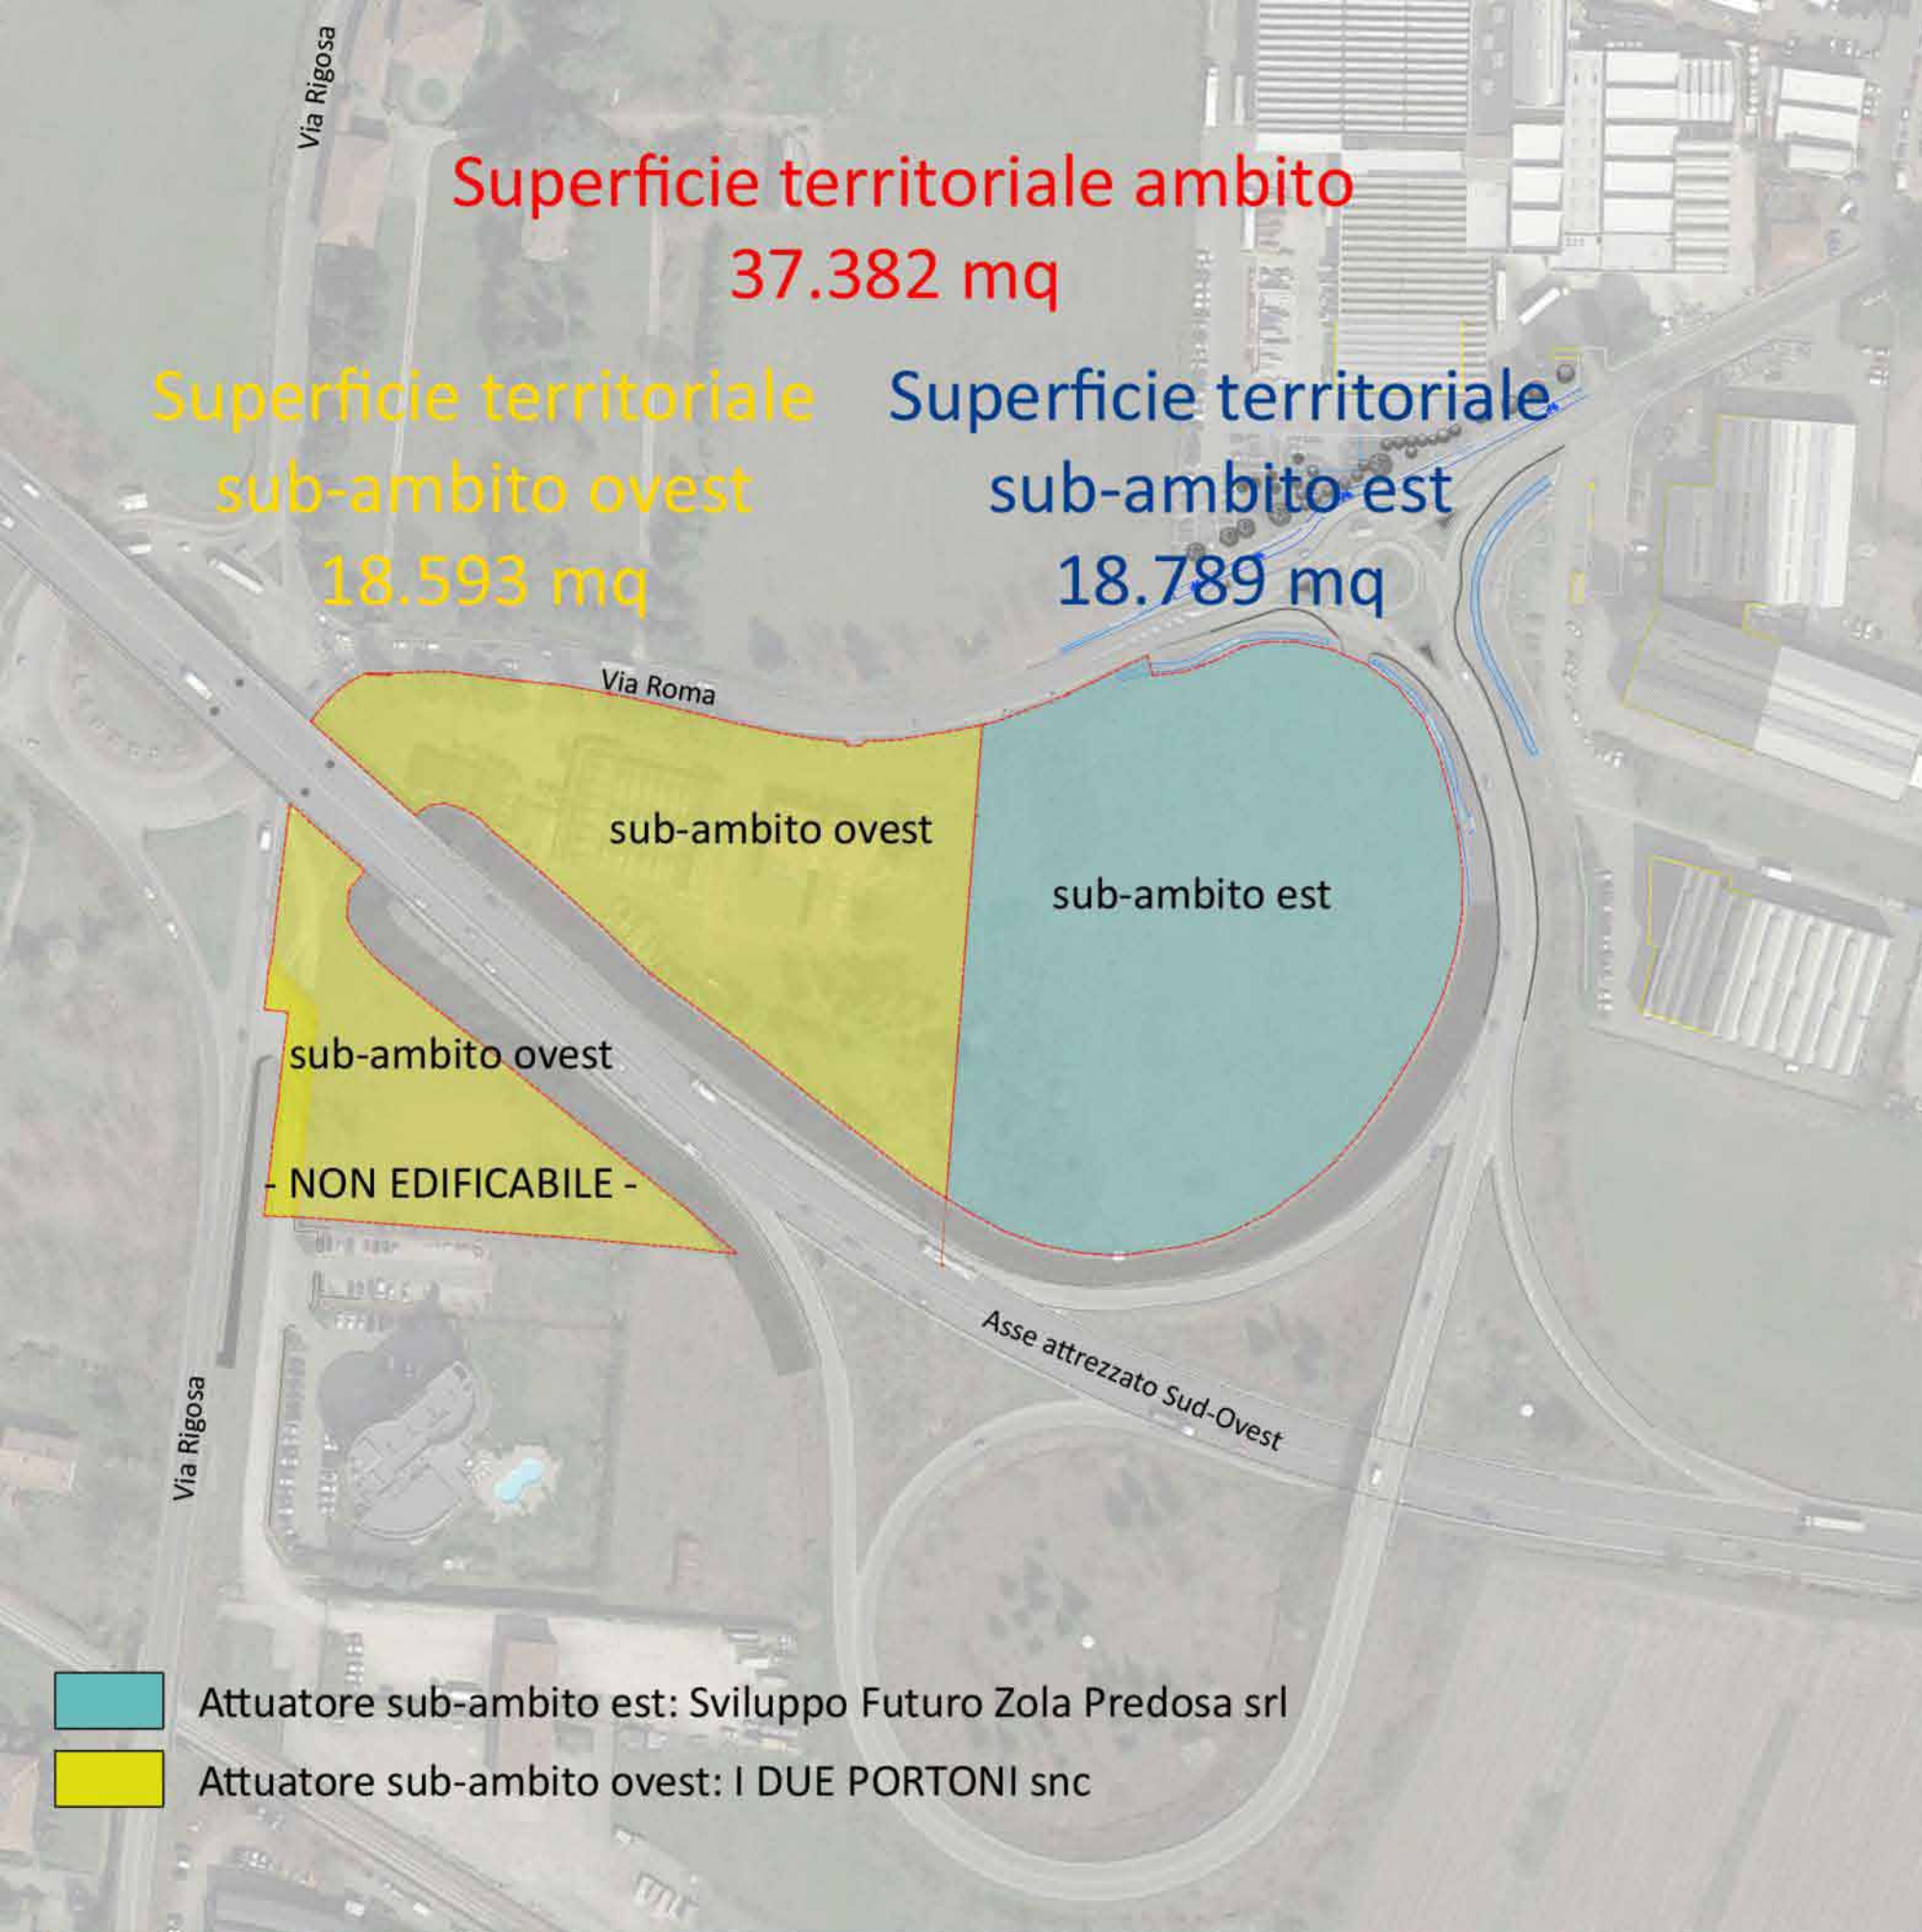 Via Rigosa
Superficie territoriale ambito
37.382 mq
Superficie territoriale
sub-ambito ovest
18.593 mq
Superficie territoriale
sub-ambito est
18.789 mq
Via Roma
sub-ambito ovest
sub-ambito est
sub-ambito ovest
- NON EDIFICABILE -
Asse attrezzato Sud-Ovest
Via Rigosa
Attuatore sub-ambito est: Sviluppo Futuro Zola Predosa srl
Attuatore sub-ambito ovest: I DUE PORTONI snc